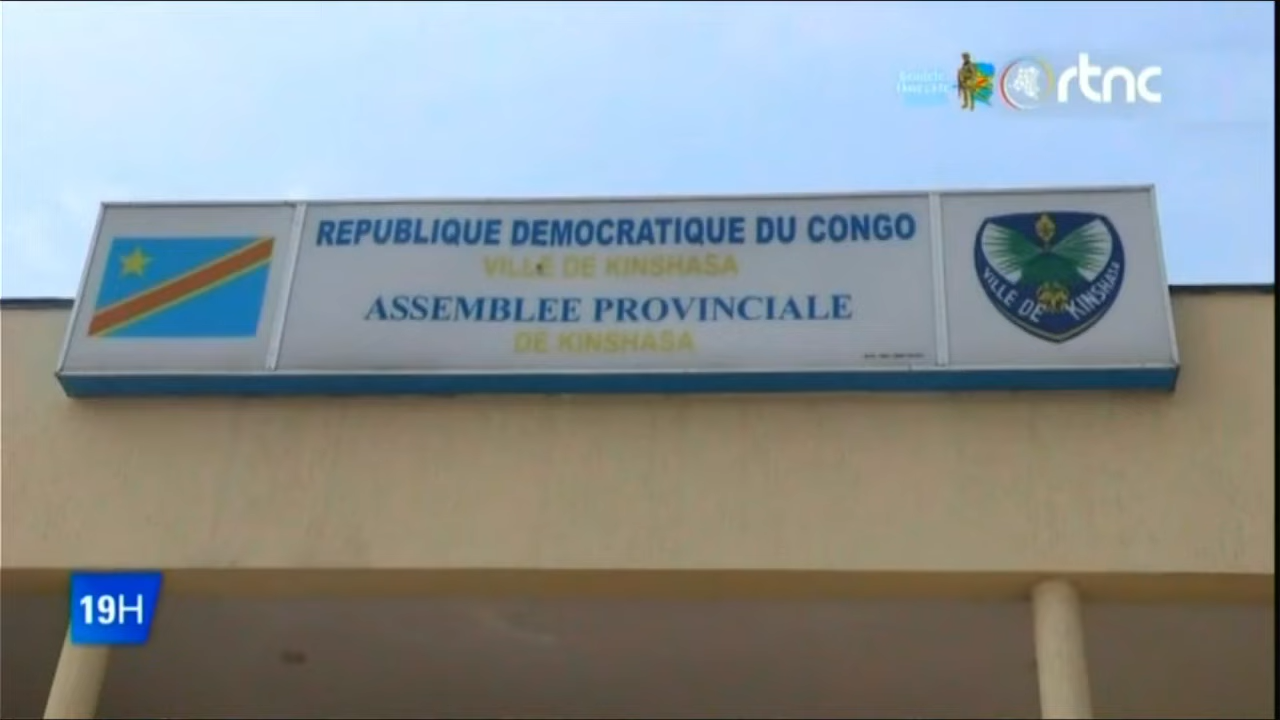 rtnc
REPUBLIQUE DEMOCRATIQUE DU CONGO
VILLE DE KINSHASA
ASSEMBLEE PROVINCIALE
DE KINSHASA
VILLE DE KINSHASA
19H